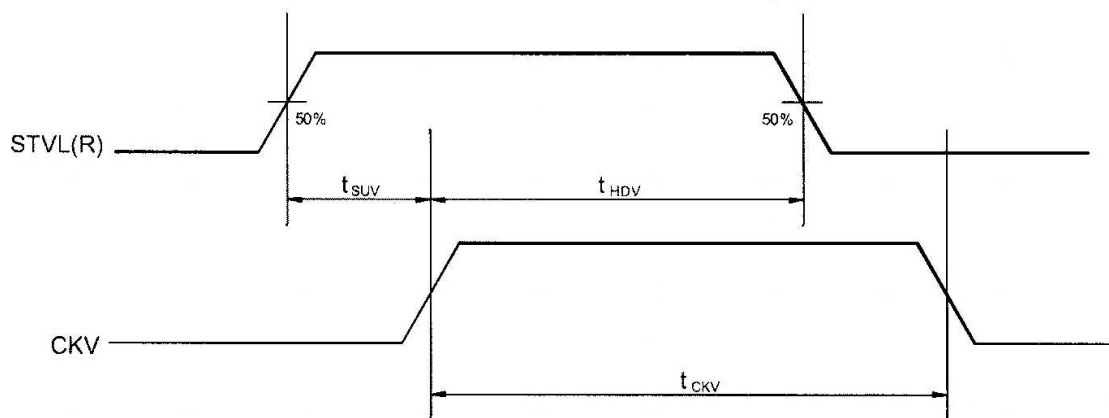 50%
50%
STVL(R)
tSUV
tHDV
CKV
tCKV